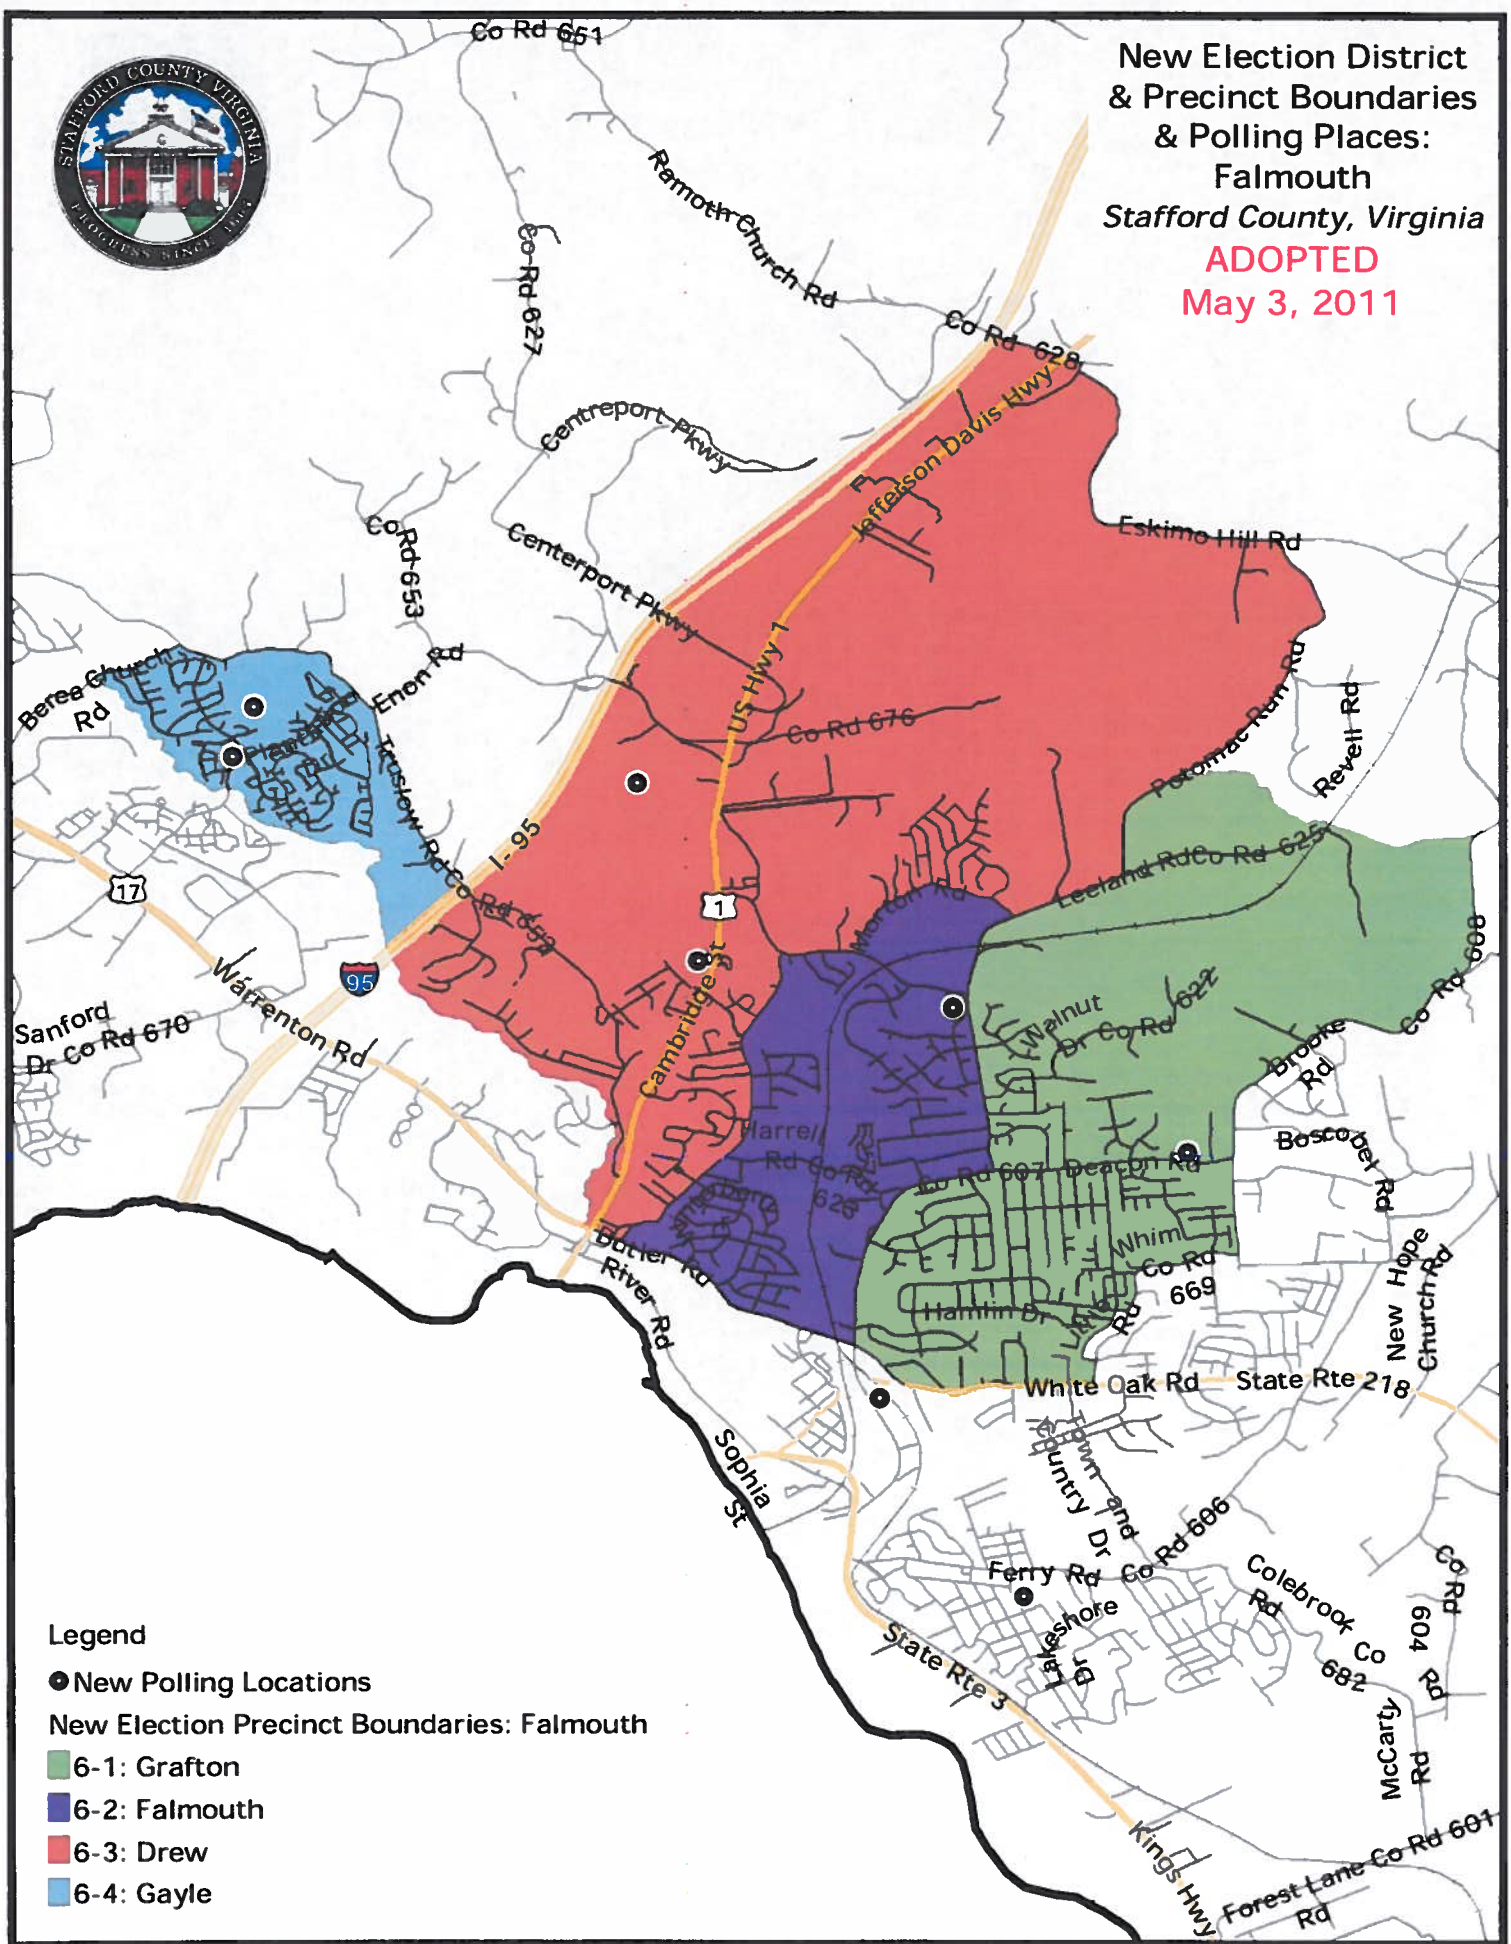 STAFFORD COUNTY VIRGINIA
PROGRESS SINCE 1664
New Election District
& Precinct Boundaries
& Polling Places:
Falmouth
Stafford County, Virginia
ADOPTED
May 3, 2011
Co Rd 651
Ramoth Church Rd
Co Rd 627
Co Rd 628
Jefferson Davis Hwy
Centreport Pkwy
Co Rd 653
Centerport Pkwy
Eskimo Hill Rd
US Hwy 1
Enon Rd
Berea Church
Rd
Co Rd 676
Potomac Run Rd
Revell Rd
Truslow Rd
Co Rd 652
I-95
Leeland Rd
Co Rd 625
17
1
Morton Rd
95
Warrenton Rd
Cambridge St
Co Rd 608
Sanford
Dr Co Rd 670
Walnut
Dr Co Rd 622
Brooke
Rd
Harrell
Rd Co Rd
626
Co Rd 607 Deacon Rd
Boscobel Rd
Butler Rd
River Rd
Whim
Co Rd
669
Hamlin Dr
Little
Rd
New Hope
Church Rd
White Oak Rd
State Rte 218
Sophia
St
Town and
Country Dr
Ferry Rd Co Rd 606
Lakeshore
Dr
Colebrook
Rd
Co
682
Co Rd
604
Rd
State Rte 3
McCarty
Rd
Kings Hwy
Forest Lane Co Rd 601
Rd
Legend
New Polling Locations
New Election Precinct Boundaries: Falmouth
6-1: Grafton
6-2: Falmouth
6-3: Drew
6-4: Gayle